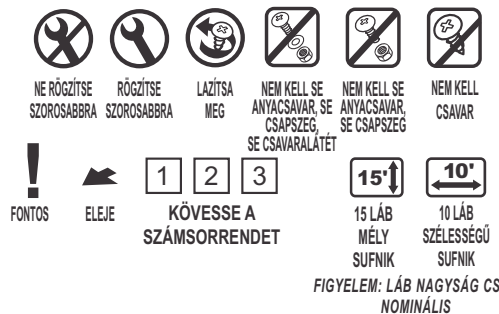 NE RÖGZÍTSE
SZOROSABBRA
RÖGZÍTSE
SZOROSABBRA
LAZÍTSA
MEG
NEM KELL SE
ANYACSAVAR, SE
CSAPSZEG,
SE CSAVARALÁTÉT
NEM KELL SE
ANYACSAVAR,
SE CSAPSZEG
NEM KELL
CSAVAR
!
FONTOS
ELEJE
1 2 3
KÖVESSE A
SZÁMSORRENDET
15'
15 LÁB
MÉLY
SUFNIK
10'
10 LÁB
SZÉLESSÉGŰ
SUFNIK
FIGYELEM: LÁB NAGYSÁG CS
NOMINÁLIS